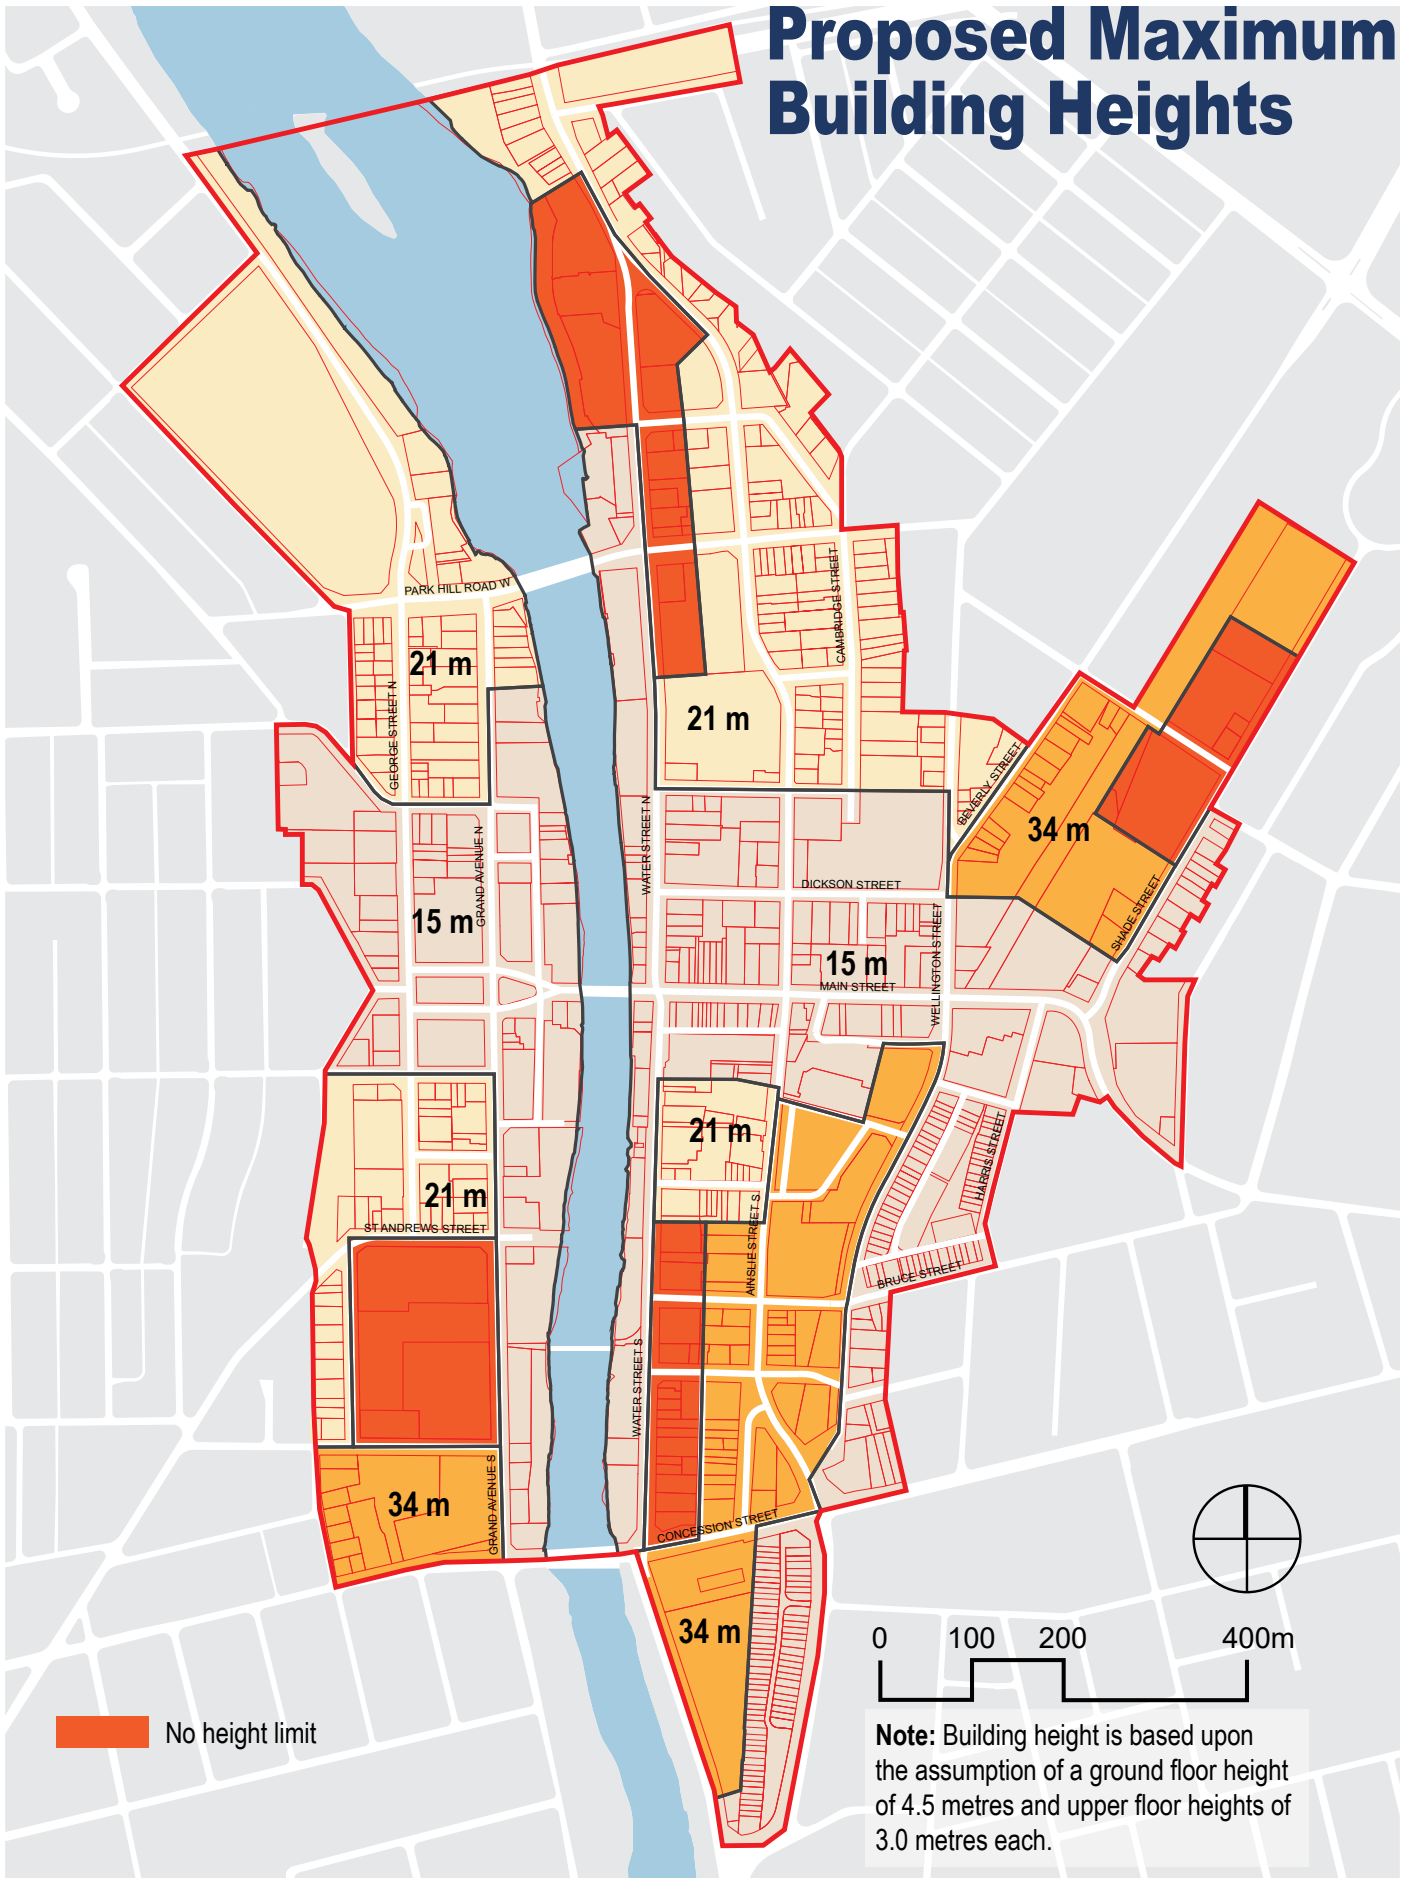 Proposed Maximum
Building Heights
PARK HILL ROAD W
CAMBRIDGE STREET
21 m
GEORGE STREET N
21 m
BEVERLY STREET
34 m
WATER STREET N
GRAND AVENUE N
DICKSON STREET
SHADE STREET
15 m
WELLINGTON STREET
15 m
MAIN STREET
21 m
HARRIS STREET
21 m
ST ANDREWS STREET
AINSLIE STREET S
BRUCE STREET
WATER STREET S
34 m
GRAND AVENUE S
CONCESSION STREET
34 m
0 100 200 400m
No height limit
Note: Building height is based upon
the assumption of a ground floor height
of 4.5 metres and upper floor heights of
3.0 metres each.